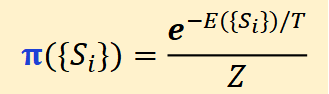 π({Sᵢ}) = e^{-E({Sᵢ})/T} / Z